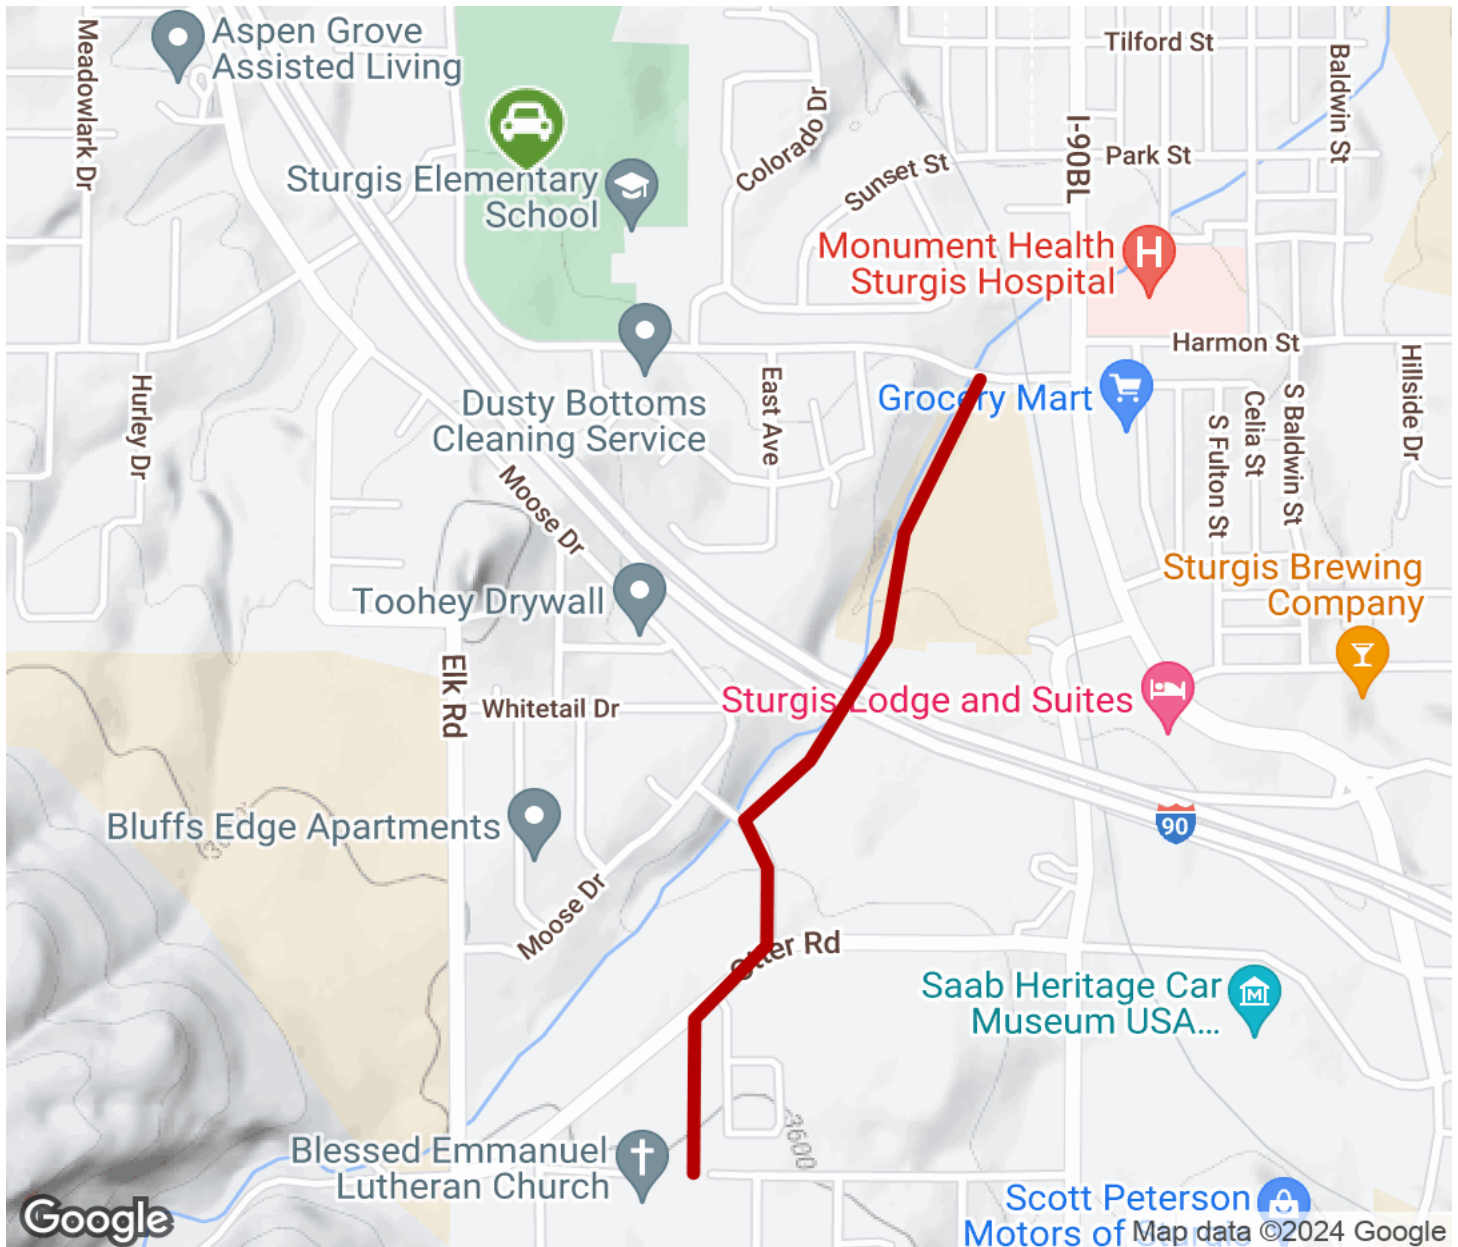 Meadowlark Dr
Aspen Grove
Assisted Living
Tilford St
Baldwin St
Colorado Dr
I-90BL
Park St
Sturgis Elementary
School
Sunset St
Monument Health
Sturgis Hospital
H
Harmon St
Hillside Dr
Hurley Dr
Dusty Bottoms
Cleaning Service
East Ave
Grocery Mart
S Fulton St
Celia St
S Baldwin St
Moose Dr
Toohey Drywall
Sturgis Brewing
Company
Elk Rd
Whitetail Dr
Sturgis Lodge and Suites
Bluffs Edge Apartments
90
Moose Dr
Otter Rd
Saab Heritage Car
Museum USA...
M
3600
Blessed Emmanuel
Lutheran Church
Scott Peterson
Motors of Sturgis
Google
Map data ©2024 Google